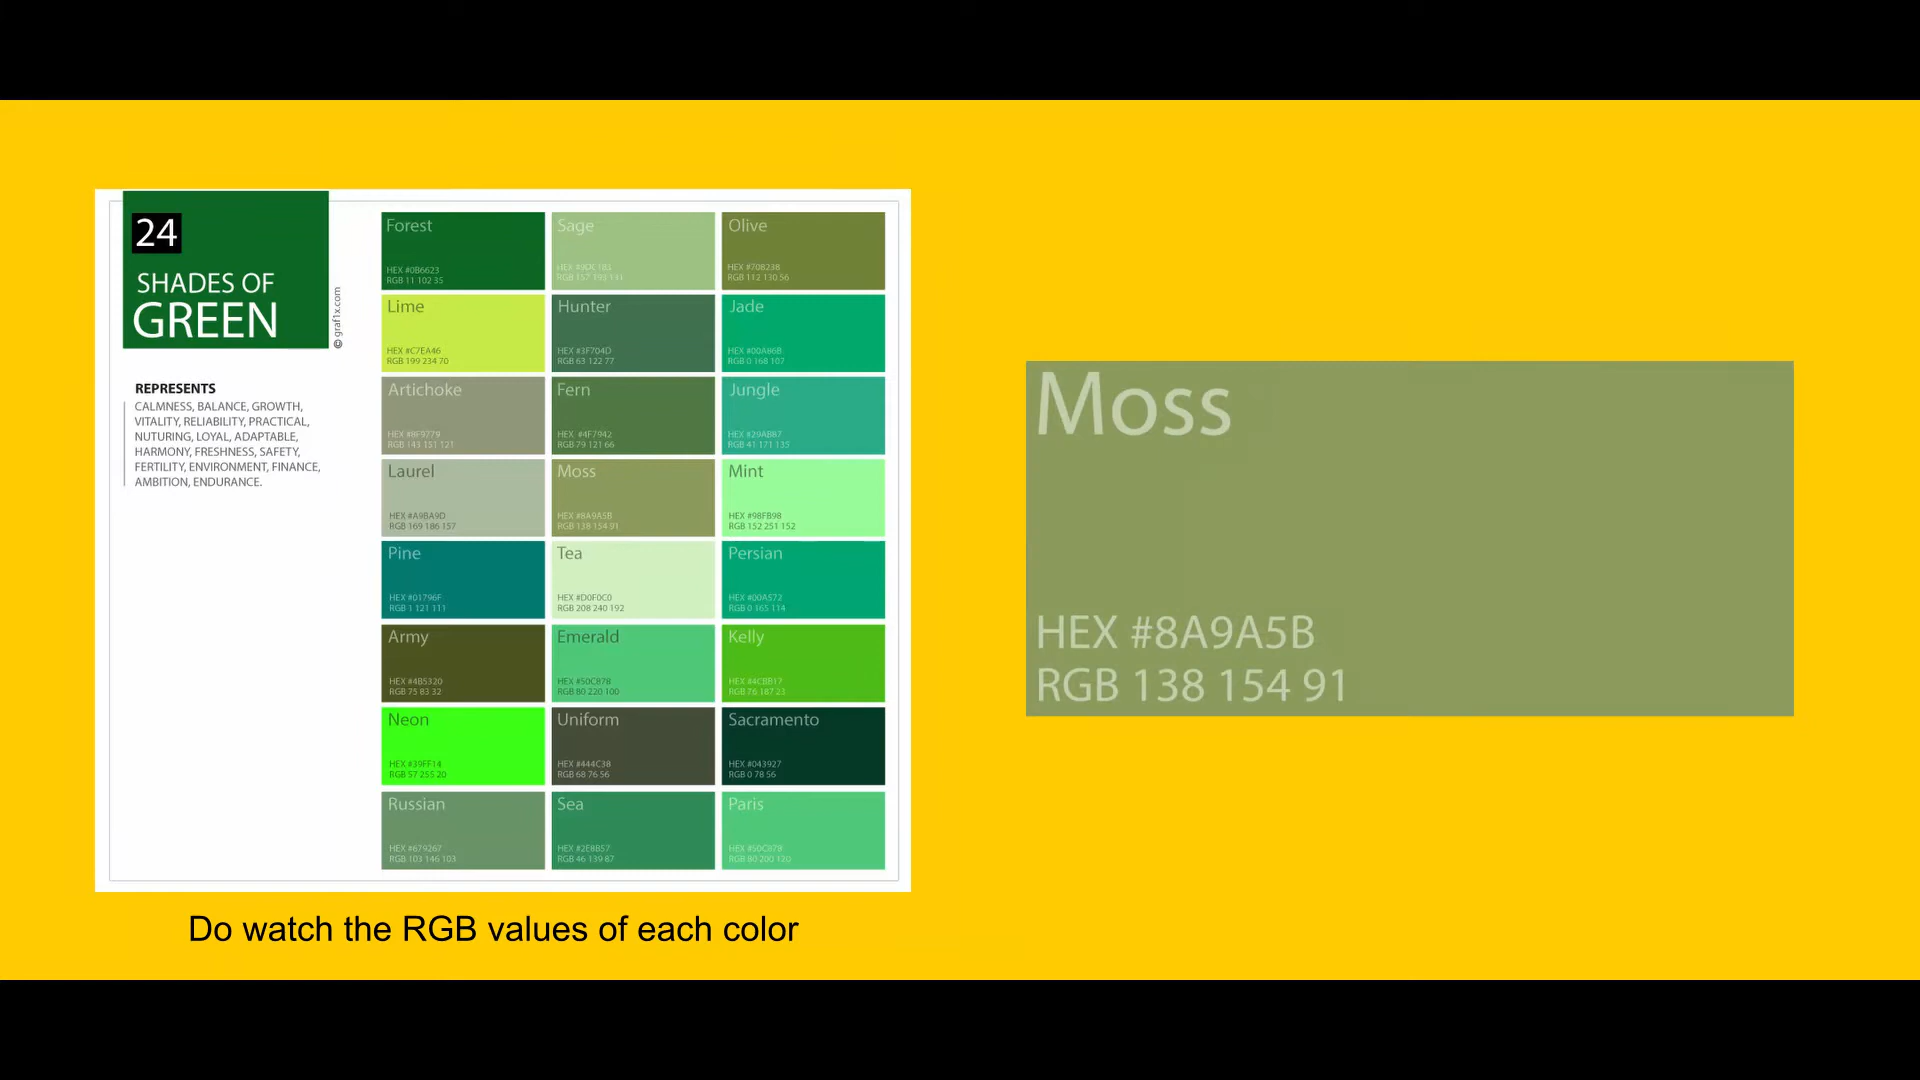 24
SHADES OF
GREEN
© graf1x.com
REPRESENTS
CALMNESS, BALANCE, GROWTH,
VITALITY, RELIABILITY, PRACTICAL,
NUTURING, LOYAL, ADAPTABLE,
HARMONY, FRESHNESS, SAFETY,
FERTILITY, ENVIRONMENT, FINANCE,
AMBITION, ENDURANCE.
Forest
HEX #0B6623
RGB 11 102 35
Sage
HEX
RGB 157 193
Olive
HEX #708238
RGB 112 130 56
Lime
HEX #C7EA46
RGB 199 234 70
Hunter
HEX #3F704D
RGB 63 122 77
Jade
HEX #00A86B
RGB 0 168 107
Artichoke
HEX #8F9779
RGB 143 151 121
Fern
HEX #4F7942
RGB 79 121 66
Jungle
HEX #29AB87
RGB 41 171 135
Laurel
HEX #A9BA9D
RGB 169 186 157
Moss
HEX #8A9A5B
RGB 138 154 91
Mint
HEX #98FB98
RGB 152 251 152
Pine
HEX #01796F
RGB 1 121 111
Tea
HEX #D0F0C0
RGB 208 240 192
Persian
HEX #00A572
RGB 0 165 114
Army
HEX #4B5320
RGB 75 83 32
Emerald
HEX #50C878
RGB 80 220 100
Kelly
HEX #4CBB17
RGB 76 187 23
Neon
HEX #39FF14
RGB 57 255 20
Uniform
HEX #444C38
RGB 68 76 56
Sacramento
HEX #043927
RGB 0 78 56
Russian
HEX #679267
RGB 103 146 103
Sea
HEX #2E8B57
RGB 46 139 87
Paris
HEX #50C878
RGB 80 200 120
Do watch the RGB values of each color
Moss
HEX #8A9A5B
RGB 138 154 91